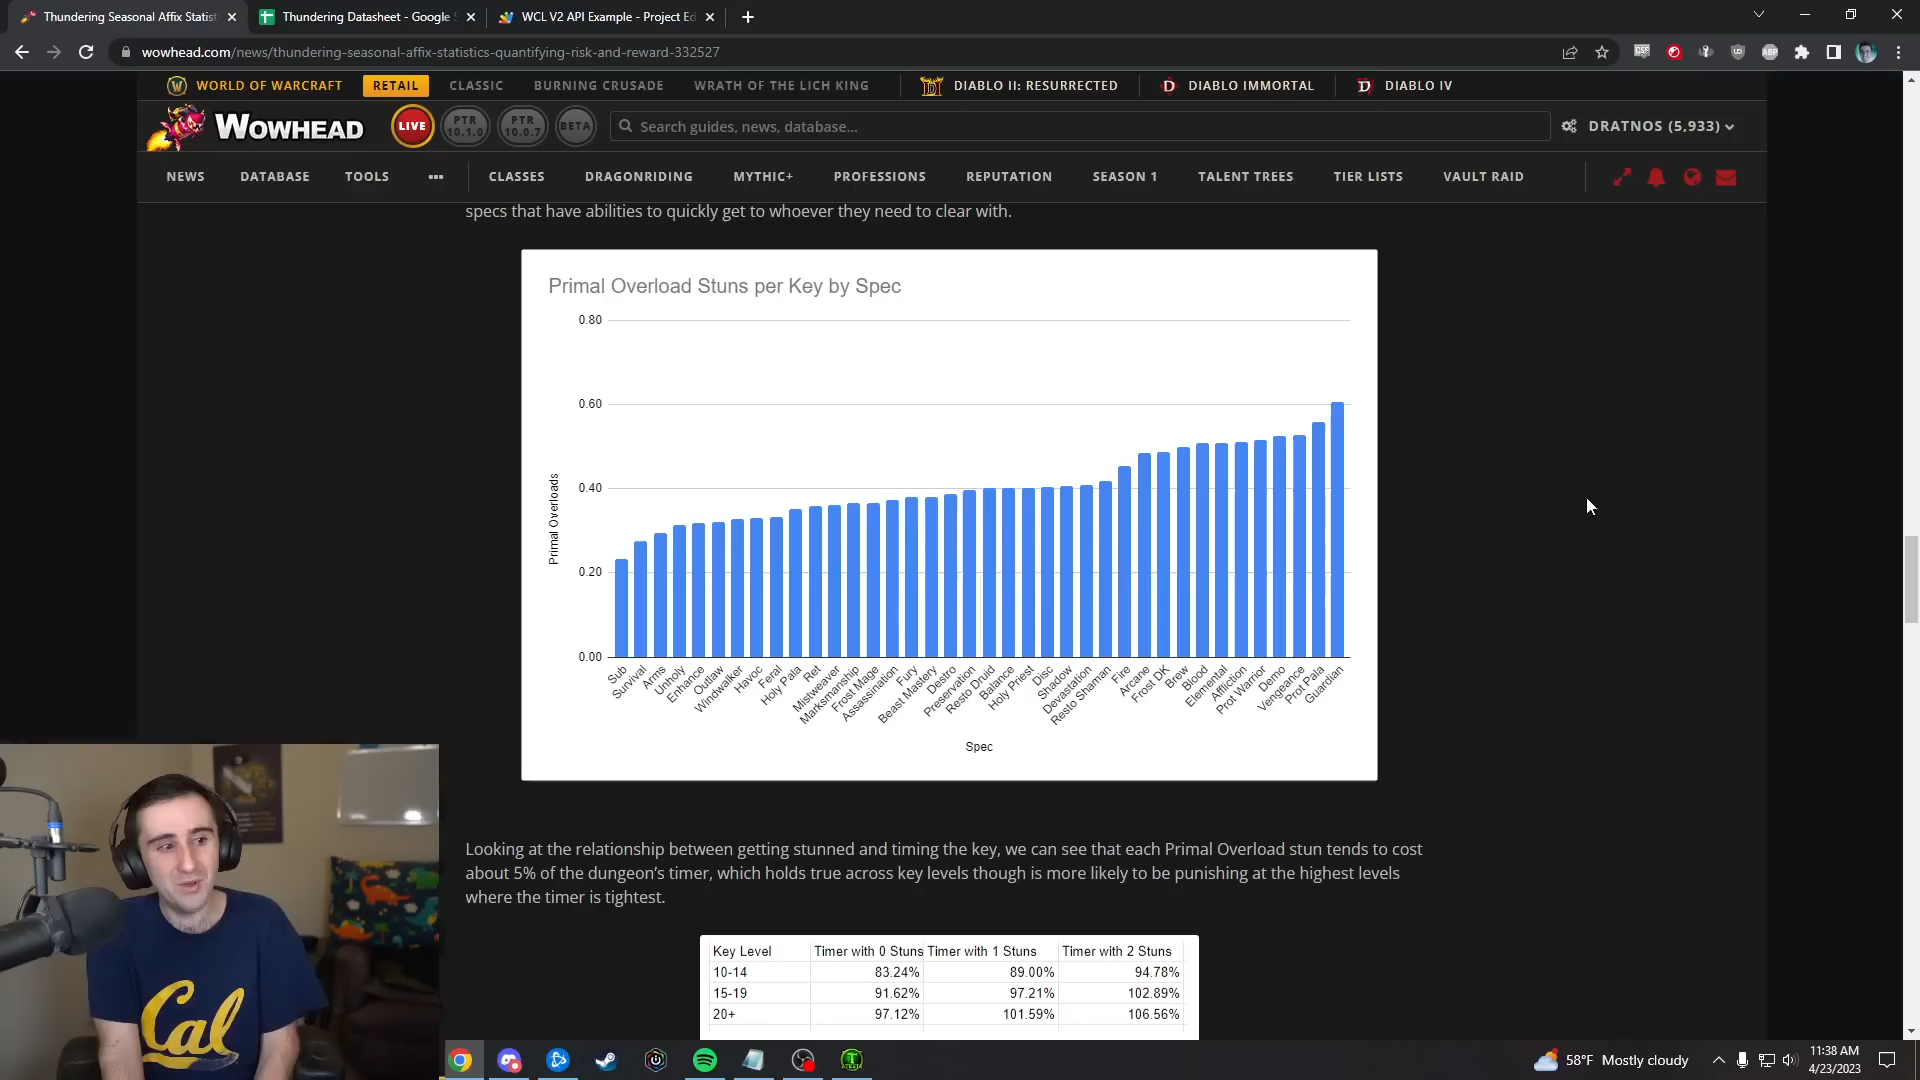 Thundering Seasonal Affix Statist
Thundering Datasheet - Google S
WCL V2 API Example - Project Ed
wowhead.com/news/thundering-seasonal-affix-statistics-quantifying-risk-and-reward-332527
WORLD OF WARCRAFT RETAIL CLASSIC BURNING CRUSADE WRATH OF THE LICH KING DIABLO II: RESURRECTED DIABLO IMMORTAL DIABLO IV
WOWHEAD LIVE PTR 10.1.0 PTR 10.0.7 BETA Search guides, news, database... DRATNOS (5,933)
NEWS DATABASE TOOLS ••• CLASSES DRAGONRIDING MYTHIC+ PROFESSIONS REPUTATION SEASON 1 TALENT TREES TIER LISTS VAULT RAID
specs that have abilities to quickly get to whoever they need to clear with.
Primal Overload Stuns per Key by Spec
0.80
0.60
0.40
0.20
0.00
Primal Overloads
Sub
Survival
Arms
Unholy
Enhance
Outlaw
Windwalker
Havoc
Feral
Holy Pala
Ret
Mistweaver
Marksmanship
Frost Mage
Assassination
Fury
Beast Mastery
Destro
Preservation
Resto Druid
Balance
Holy Priest
Disc
Shadow
Devastation
Resto Shaman
Fire
Arcane
Frost DK
Brew
Blood
Elemental
Affliction
Prot Warrior
Demo
Vengeance
Prot Pala
Guardian
Spec
Looking at the relationship between getting stunned and timing the key, we can see that each Primal Overload stun tends to cost
about 5% of the dungeon's timer, which holds true across key levels though is more likely to be punishing at the highest levels
where the timer is tightest.
Key Level Timer with 0 Stuns Timer with 1 Stuns Timer with 2 Stuns
10-14 83.24% 89.00% 94.78%
15-19 91.62% 97.21% 102.89%
20+ 97.12% 101.59% 106.56%
Cal
58°F Mostly cloudy
11:38 AM
4/23/2023